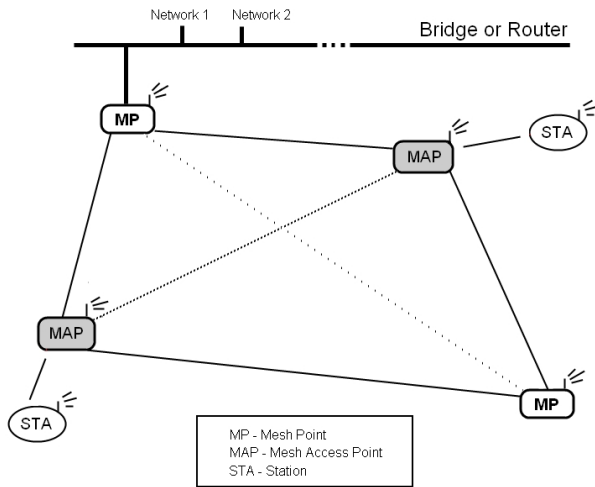 Network 1
Network 2
Bridge or Router
MP
MAP
STA
MAP
STA
MP
MP - Mesh Point
MAP - Mesh Access Point
STA - Station